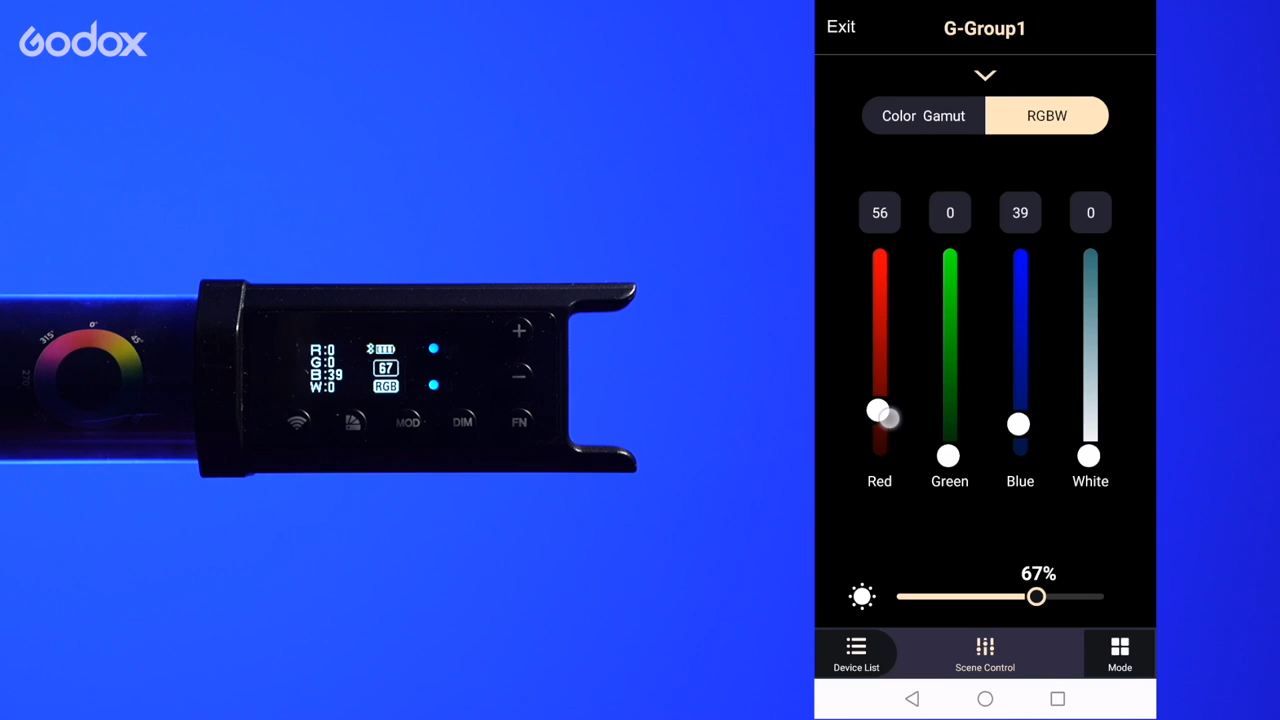 Godox
315°
0°
45°
270
R:0
G:0
B:39
W:0
67
RGB
MOD
DIM
FN
+
−
Exit
G-Group1
Color Gamut
RGBW
56
0
39
0
Red
Green
Blue
White
67%
Device List
Scene Control
Mode